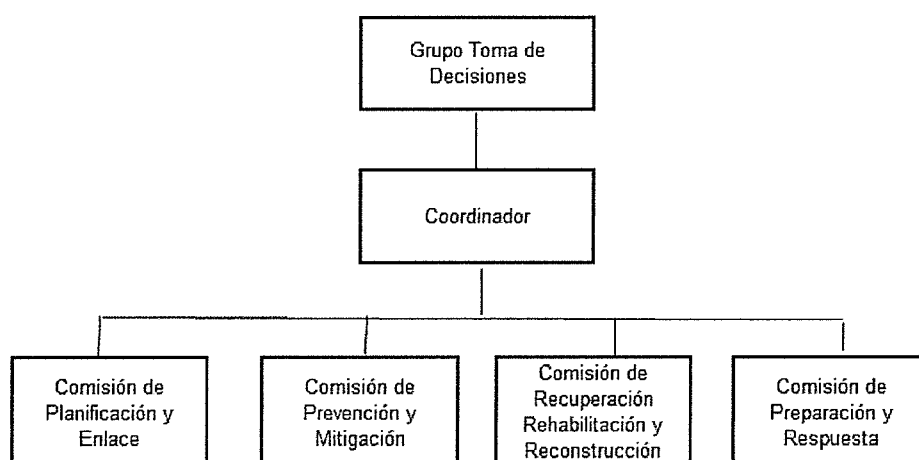 Grupo Toma de
Decisiones
Coordinador
Comisión de
Planificación y
Enlace
Comisión de
Prevención y
Mitigación
Comisión de
Recuperación
Rehabilitación y
Reconstrucción
Comisión de
Preparación y
Respuesta